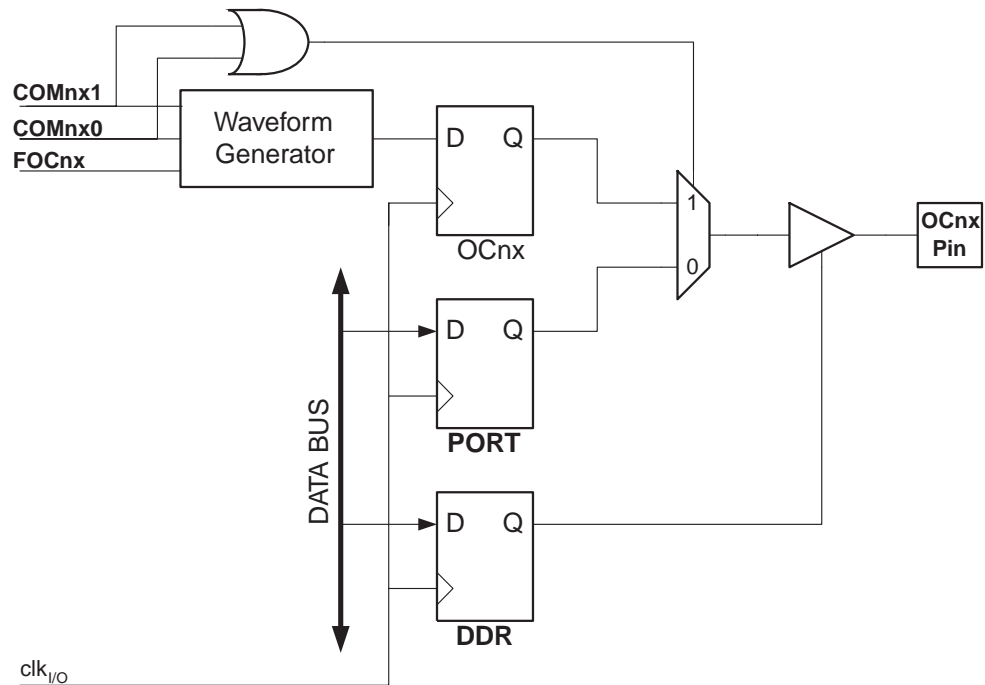 COMnx1
COMnx0
FOCnx
Waveform
Generator
D Q
OCnx
1
0
OCnx
Pin
D Q
PORT
DATA BUS
D Q
DDR
clkI/O